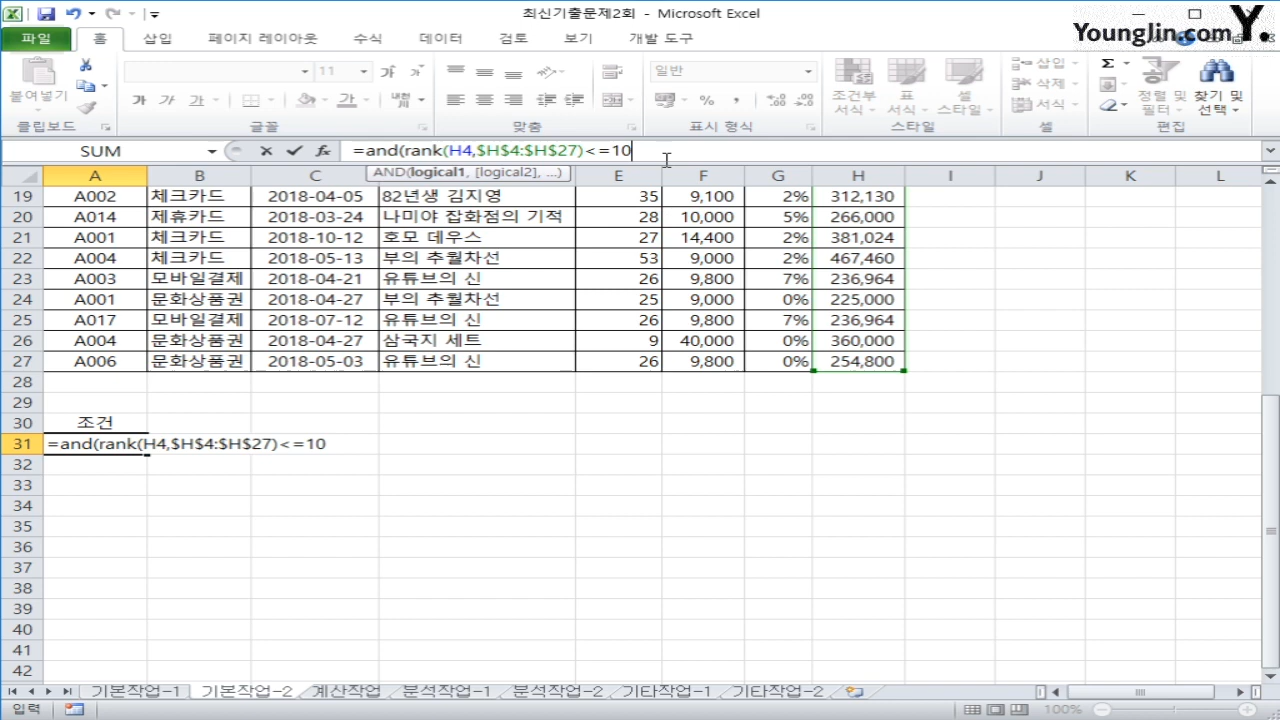 최신기출문제2회 - Microsoft Excel
YoungJin.com Y.
파일 홈 삽입 페이지 레이아웃 수식 데이터 검토 보기 개발 도구
붙여넣기
11
가 가 가
일반
조건부 서식
표 서식
셀 스타일
삽입
삭제
서식
정렬 및 필터
찾기 및 선택
클립보드 글꼴 맞춤 표시 형식 스타일 셀 편집
SUM =and(rank(H4,$H$4:$H$27)<=10
AND(logical1, [logical2], ...)
A B C E F G H I J K L
19 A002 체크카드 2018-04-05 82년생 김지영 35 9,100 2% 312,130
20 A014 제휴카드 2018-03-24 나미야 잡화점의 기적 28 10,000 5% 266,000
21 A001 체크카드 2018-10-12 호모 데우스 27 14,400 2% 381,024
22 A004 체크카드 2018-05-13 부의 추월차선 53 9,000 2% 467,460
23 A003 모바일결제 2018-04-21 유튜브의 신 26 9,800 7% 236,964
24 A001 문화상품권 2018-04-27 부의 추월차선 25 9,000 0% 225,000
25 A017 모바일결제 2018-07-12 유튜브의 신 26 9,800 7% 236,964
26 A004 문화상품권 2018-04-27 삼국지 세트 9 40,000 0% 360,000
27 A006 문화상품권 2018-05-03 유튜브의 신 26 9,800 0% 254,800
28
29
30 조건
31 =and(rank(H4,$H$4:$H$27)<=10
32
33
34
35
36
37
38
39
40
41
42
기본작업-1 기본작업-2 계산작업 분석작업-1 분석작업-2 기타작업-1 기타작업-2
입력 100%